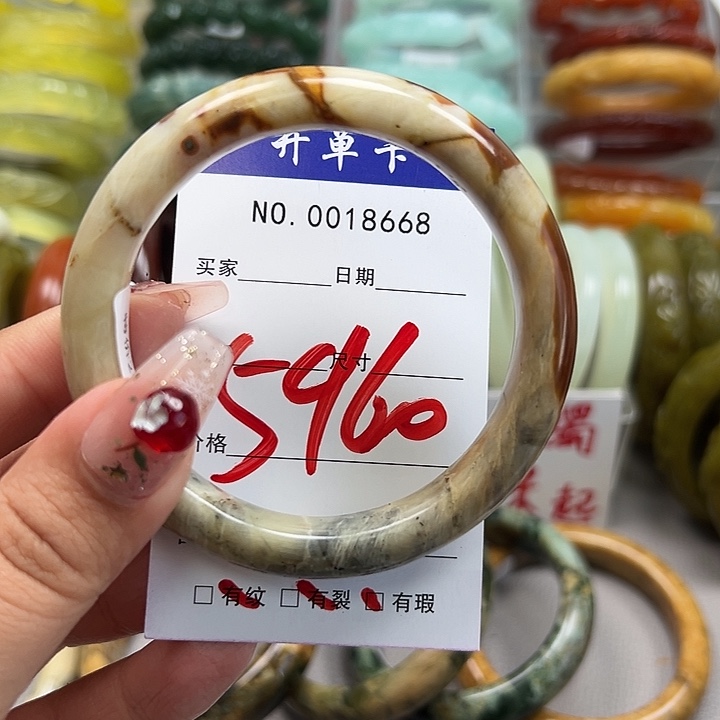 开单卡
NO. 0018668
买家 日期
尺寸
5960
价格
□ 有纹 □ 有裂 □ 有瑕